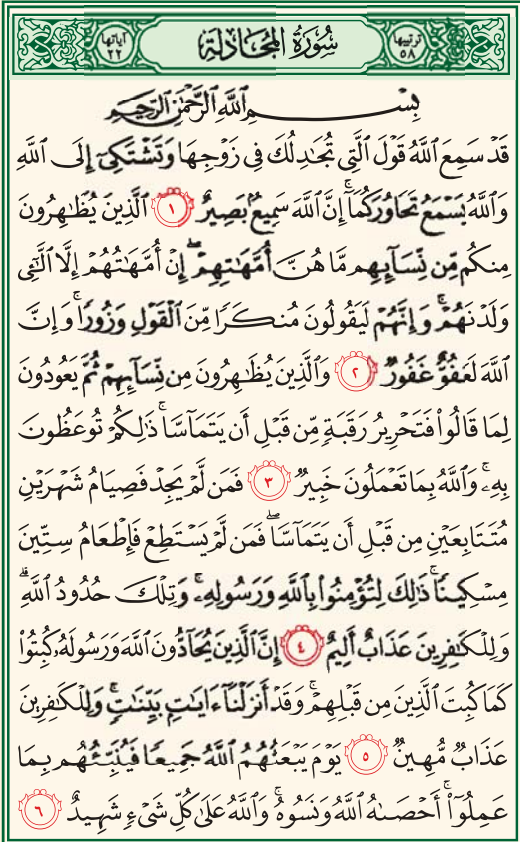 ترتيبها ٥٨ سُورَةُ المُجَادلَة آياتها ٢٢
بِسْمِ ٱللَّهِ ٱلرَّحْمَٰنِ ٱلرَّحِيمِ
قَدْ سَمِعَ ٱللَّهُ قَوْلَ ٱلَّتِى تُجَٰدِلُكَ فِى زَوْجِهَا وَتَشْتَكِىٓ إِلَى ٱللَّهِ
وَٱللَّهُ يَسْمَعُ تَحَاوُرَكُمَآ ۚ إِنَّ ٱللَّهَ سَمِيعٌۢ بَصِيرٌ ١ ٱلَّذِينَ يُظَٰهِرُونَ
مِنكُم مِّن نِّسَآئِهِم مَّا هُنَّ أُمَّهَٰتِهِمْ ۖ إِنْ أُمَّهَٰتُهُمْ إِلَّا ٱلَّٰٓـِٔى
وَلَدْنَهُمْ ۚ وَإِنَّهُمْ لَيَقُولُونَ مُنكَرًا مِّنَ ٱلْقَوْلِ وَزُورًا ۚ وَإِنَّ
ٱللَّهَ لَعَفُوٌّ غَفُورٌ ٢ وَٱلَّذِينَ يُظَٰهِرُونَ مِن نِّسَآئِهِمْ ثُمَّ يَعُودُونَ
لِمَا قَالُوا۟ فَتَحْرِيرُ رَقَبَةٍ مِّن قَبْلِ أَن يَتَمَآسَّا ۚ ذَٰلِكُمْ تُوعَظُونَ
بِهِۦ ۚ وَٱللَّهُ بِمَا تَعْمَلُونَ خَبِيرٌ ٣ فَمَن لَّمْ يَجِدْ فَصِيَامُ شَهْرَيْنِ
مُتَتَابِعَيْنِ مِن قَبْلِ أَن يَتَمَآسَّا ۖ فَمَن لَّمْ يَسْتَطِعْ فَإِطْعَامُ سِتِّينَ
مِسْكِينًا ۚ ذَٰلِكَ لِتُؤْمِنُوا۟ بِٱللَّهِ وَرَسُولِهِۦ ۚ وَتِلْكَ حُدُودُ ٱللَّهِ ۗ
وَلِلْكَٰفِرِينَ عَذَابٌ أَلِيمٌ ٤ إِنَّ ٱلَّذِينَ يُحَآدُّونَ ٱللَّهَ وَرَسُولَهُۥ كُبِتُوا۟
كَمَا كُبِتَ ٱلَّذِينَ مِن قَبْلِهِمْ ۚ وَقَدْ أَنزَلْنَآ ءَايَٰتٍۭ بَيِّنَٰتٍ ۚ وَلِلْكَٰفِرِينَ
عَذَابٌ مُّهِينٌ ٥ يَوْمَ يَبْعَثُهُمُ ٱللَّهُ جَمِيعًا فَيُنَبِّئُهُم بِمَا
عَمِلُوٓا۟ ۚ أَحْصَىٰهُ ٱللَّهُ وَنَسُوهُ ۚ وَٱللَّهُ عَلَىٰ كُلِّ شَىْءٍ شَهِيدٌ ٦